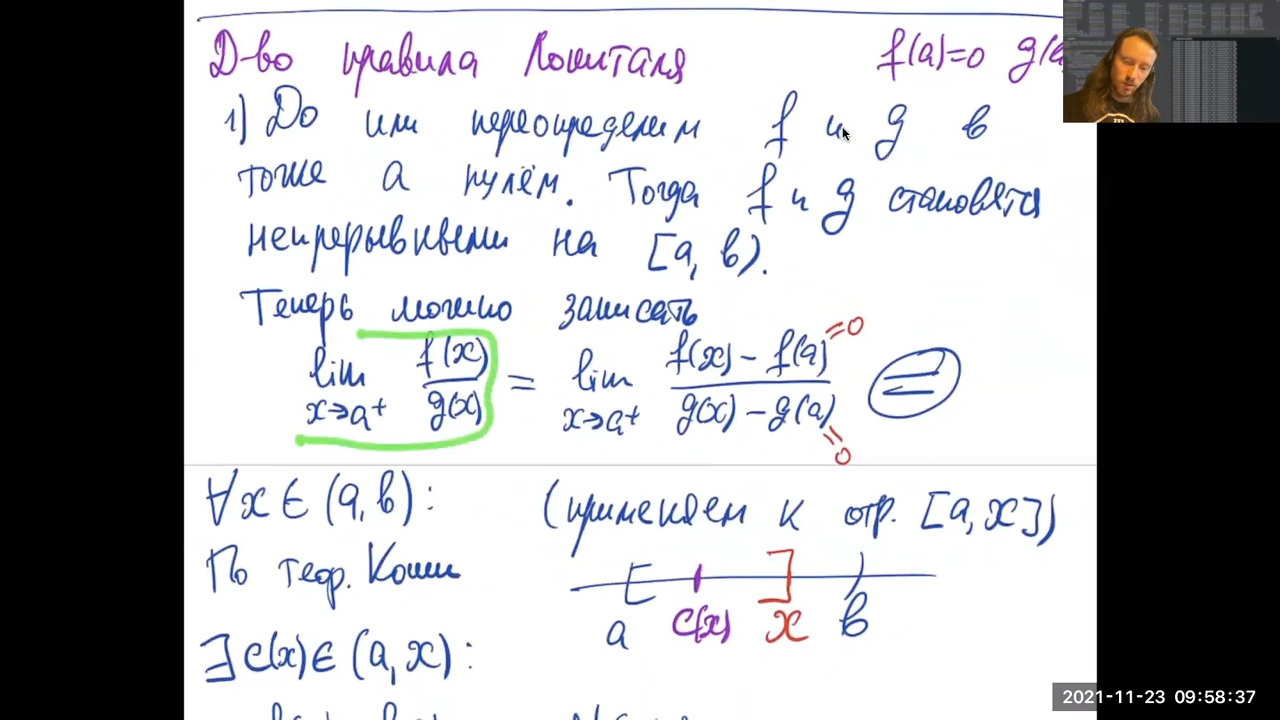 Д-во правила Лопиталя f(a)=0 g(a
1) До или переопределим f и g в
точке a нулём. Тогда f и g становятся
непрерывными на [a, b).
Теперь можно записать
lim x→a+ f(x)/g(x) = lim x→a+ (f(x) - f(a))/(g(x) - g(a)) =
=0
=0
∀x ∈ (a, b): (применяем к отр. [a, x])
По теор. Коши
a c(x) x b
∃ c(x) ∈ (a, x):
2021-11-23 09:58:37